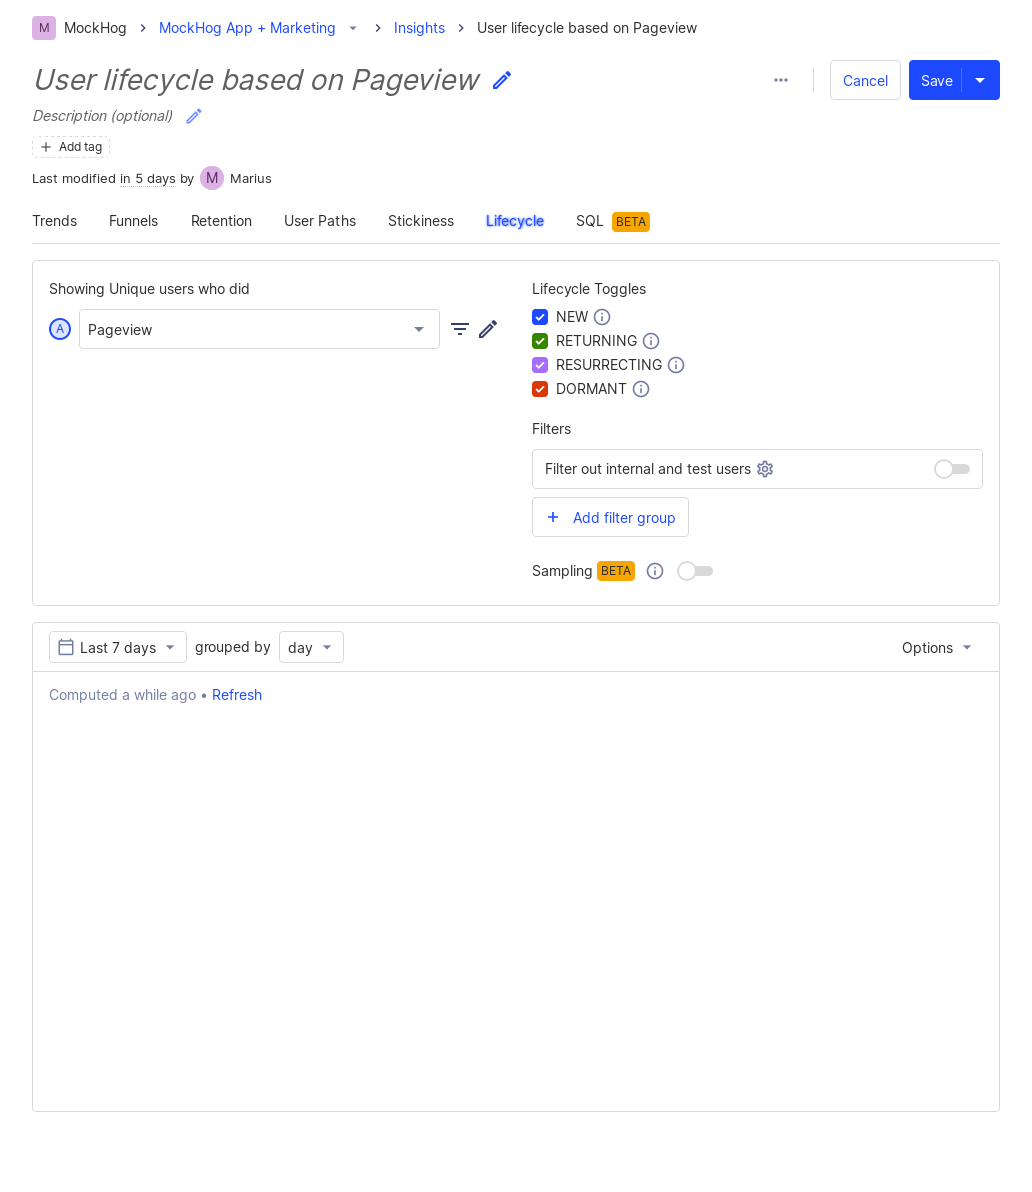 M MockHog MockHog App + Marketing Insights User lifecycle based on Pageview
User lifecycle based on Pageview
Cancel Save
Description (optional)
Add tag
Last modified in 5 days by M Marius
Trends Funnels Retention User Paths Stickiness Lifecycle SQL BETA
Showing Unique users who did
A Pageview
Lifecycle Toggles
NEW
RETURNING
RESURRECTING
DORMANT
Filters
Filter out internal and test users
+ Add filter group
Sampling BETA
Last 7 days grouped by day Options
Computed a while ago • Refresh